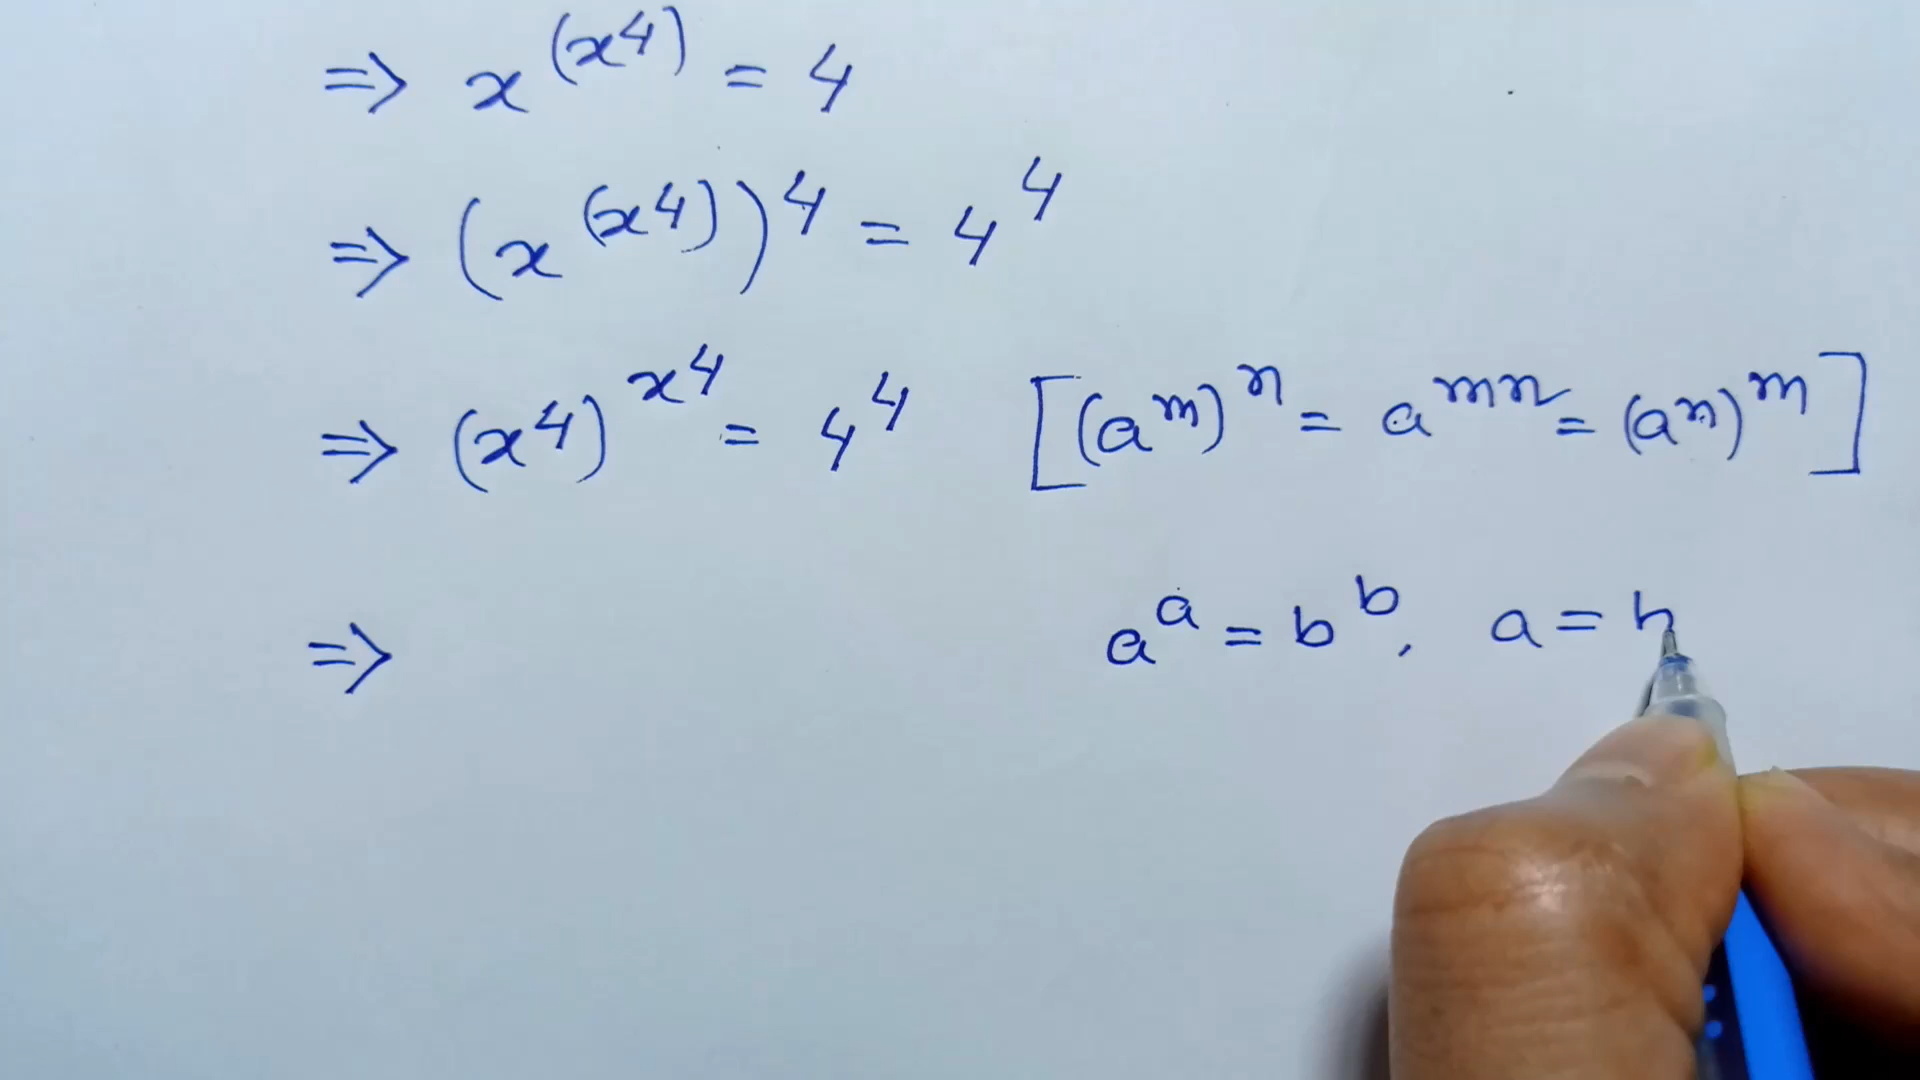 ⇒ x^(x^4) = 4
⇒ (x^(x^4))^4 = 4^4
⇒ (x^4)^x^4 = 4^4 [(a^m)^n = a^mn = (a^n)^m]
⇒ a^a = b^b, a =